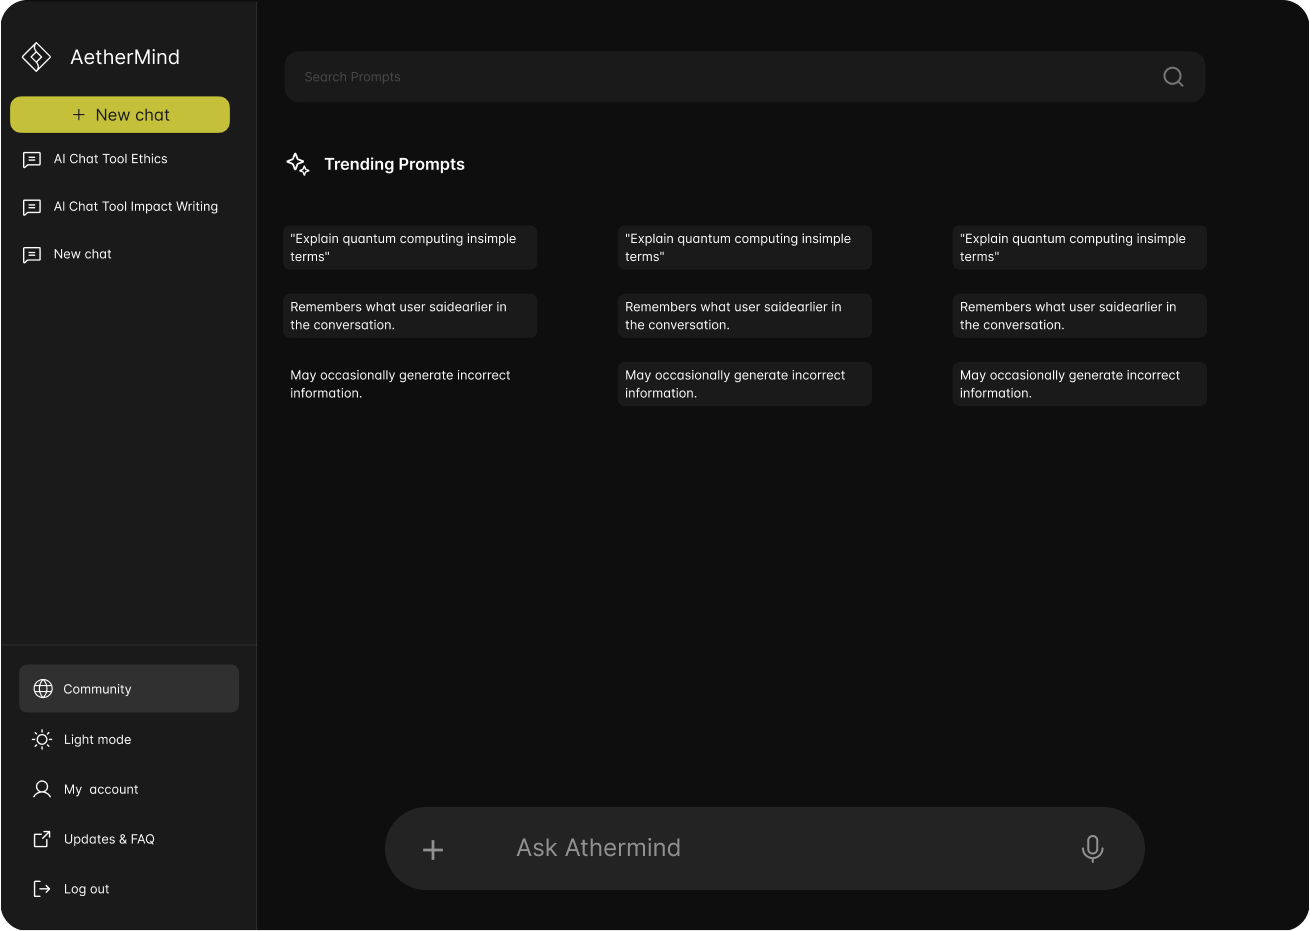 AetherMind
+ New chat
AI Chat Tool Ethics
AI Chat Tool Impact Writing
New chat
Community
Light mode
My  account
Updates & FAQ
Log out
Search Prompts
Trending Prompts
"Explain quantum computing insimple
terms"
"Explain quantum computing insimple
terms"
"Explain quantum computing insimple
terms"
Remembers what user saidearlier in
the conversation.
Remembers what user saidearlier in
the conversation.
Remembers what user saidearlier in
the conversation.
May occasionally generate incorrect
information.
May occasionally generate incorrect
information.
May occasionally generate incorrect
information.
Ask Athermind